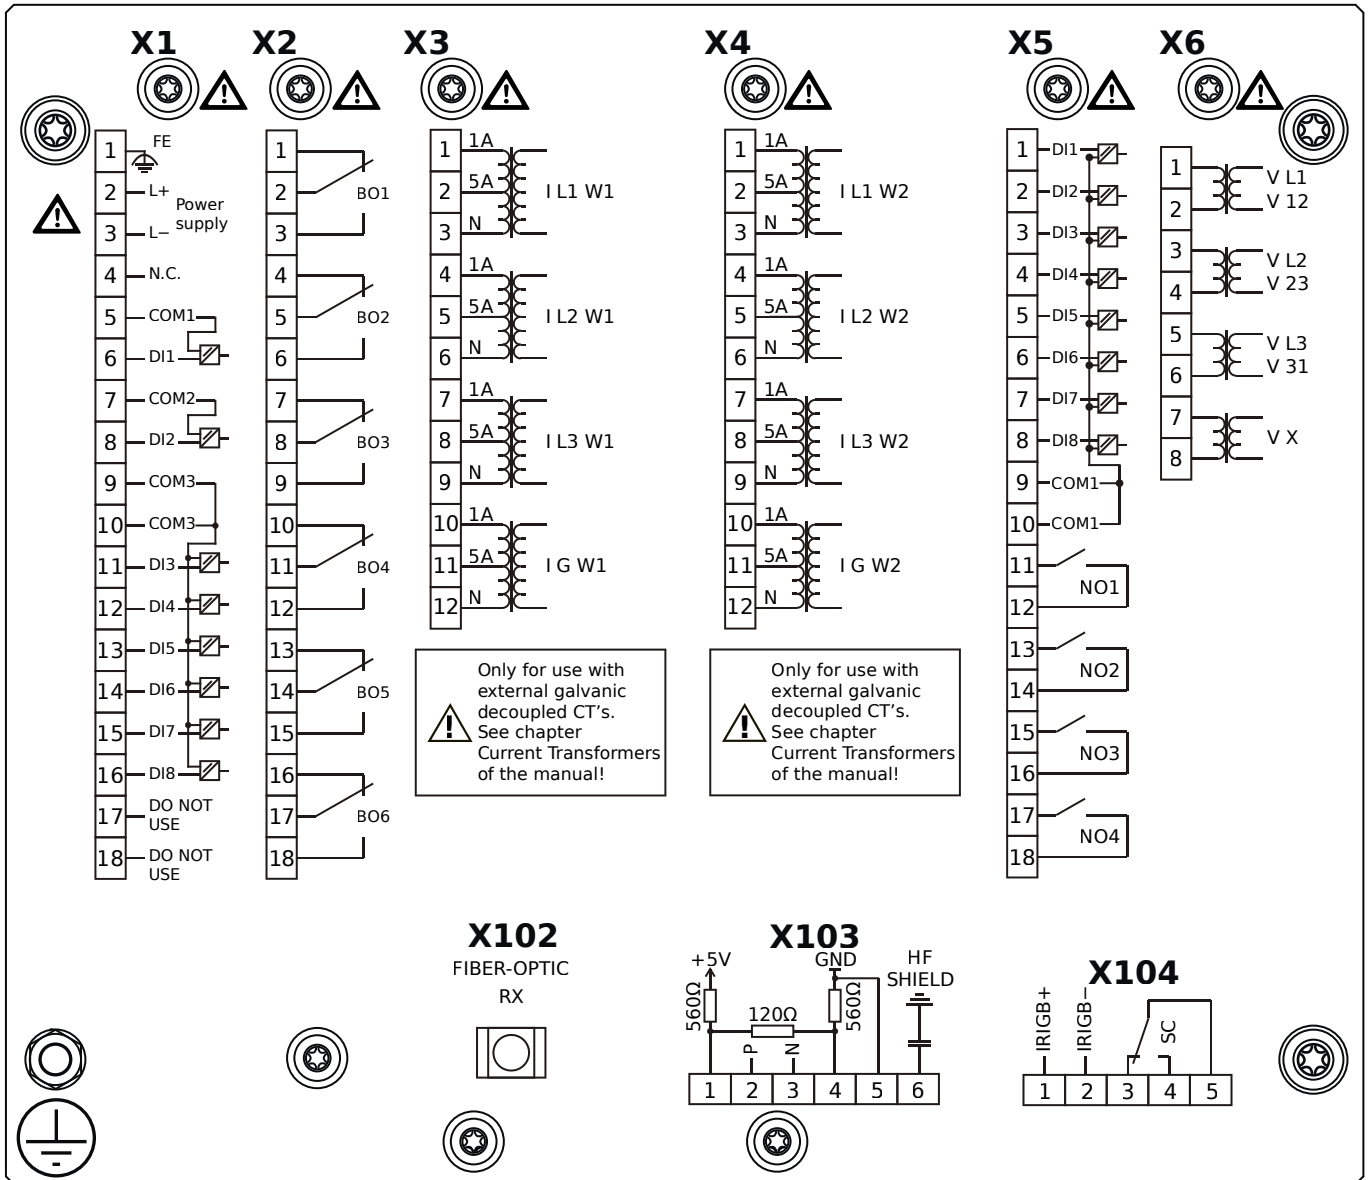 X1 X2 X3 X4 X5 X6
1 FE
2 L+
Power
supply
3 L−
4 N.C.
5 COM1
6 DI1
7 COM2
8 DI2
9 COM3
10 COM3
11 DI3
12 DI4
13 DI5
14 DI6
15 DI7
16 DI8
17 DO NOT
USE
18 DO NOT
USE
1
2 BO1
3
4
5 BO2
6
7
8 BO3
9
10
11 BO4
12
13
14 BO5
15
16
17 BO6
18
1 1A
2 5A I L1 W1
3 N
4 1A
5 5A I L2 W1
6 N
7 1A
8 5A I L3 W1
9 N
10 1A
11 5A I G W1
12 N
Only for use with
external galvanic
decoupled CT's.
See chapter
Current Transformers
of the manual!
1 1A
2 5A I L1 W2
3 N
4 1A
5 5A I L2 W2
6 N
7 1A
8 5A I L3 W2
9 N
10 1A
11 5A I G W2
12 N
Only for use with
external galvanic
decoupled CT's.
See chapter
Current Transformers
of the manual!
1 DI1
2 DI2
3 DI3
4 DI4
5 DI5
6 DI6
7 DI7
8 DI8
9 COM1
10 COM1
11
NO1
12
13
NO2
14
15
NO3
16
17
NO4
18
1 V L1
2 V 12
3 V L2
4 V 23
5 V L3
6 V 31
7
V X
8
X102
FIBER-OPTIC
RX
X103
+5V GND HF
SHIELD
560Ω 120Ω 560Ω
P N
1 2 3 4 5 6
X104
IRIGB+ IRIGB− SC
1 2 3 4 5